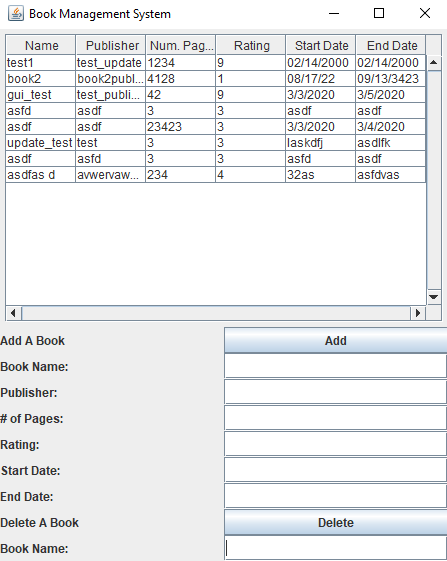 Book Management System
Name Publisher Num. Pag... Rating Start Date End Date
test1 test_update 1234 9 02/14/2000 02/14/2000
book2 book2publ... 4128 1 08/17/22 09/13/3423
gui_test test_publi... 42 9 3/3/2020 3/5/2020
asfd asdf 3 3 asdf asdf
asdf asdf 23423 3 3/3/2020 3/4/2020
update_test test 3 3 laskdfj asdlfk
asdf asfd 3 3 asfd asdf
asdfas d avwervaw... 234 4 32as asfdvas
Add A Book Add
Book Name:
Publisher:
# of Pages:
Rating:
Start Date:
End Date:
Delete A Book Delete
Book Name: